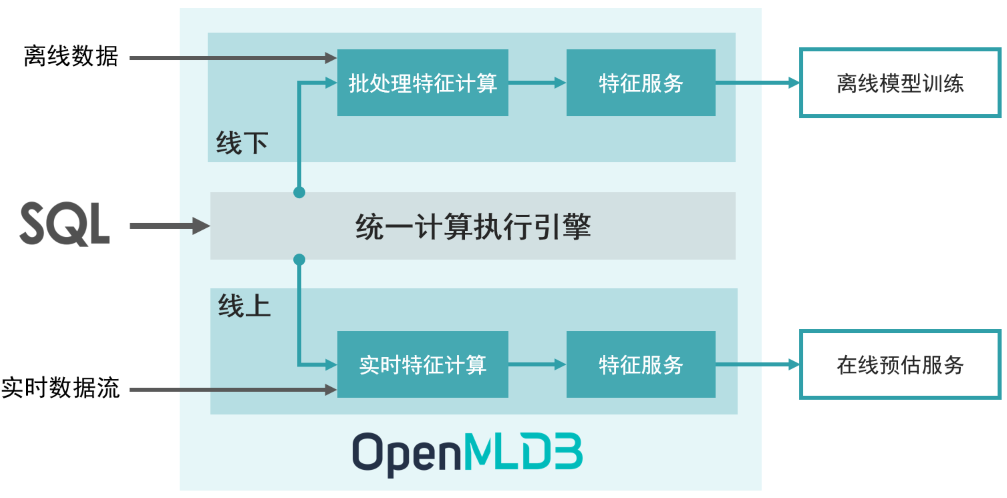 离线数据
批处理特征计算
特征服务
离线模型训练
线下
SQL
统一计算执行引擎
线上
实时特征计算
特征服务
在线预估服务
实时数据流
OpenMLDB